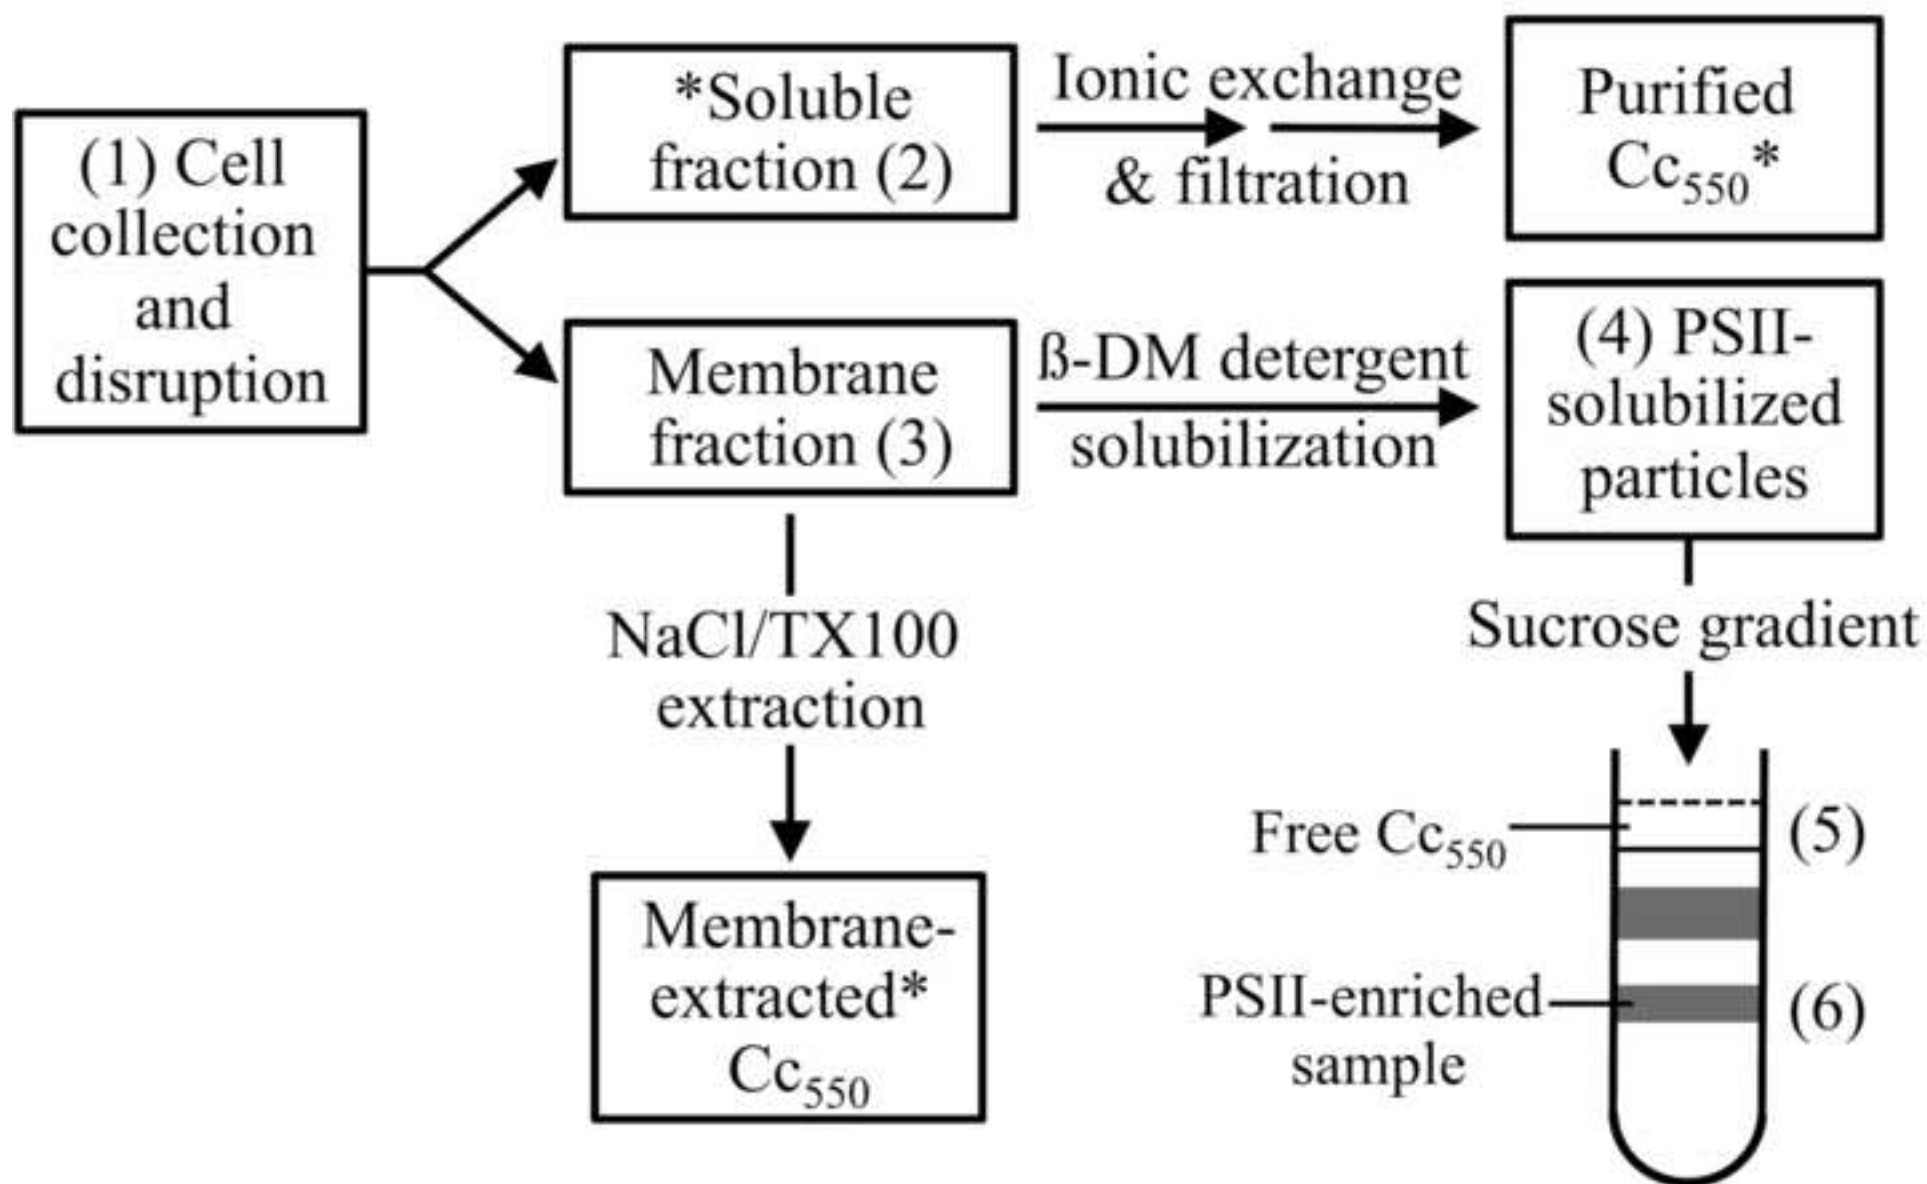 (1) Cell
collection
and
disruption
*Soluble
fraction (2)
Ionic exchange
& filtration
Purified
Cc₅₅₀*
Membrane
fraction (3)
ß-DM detergent
solubilization
(4) PSII-
solubilized
particles
NaCl/TX100
extraction
Membrane-
extracted*
Cc₅₅₀
Sucrose gradient
Free Cc₅₅₀
(5)
PSII-enriched
sample
(6)